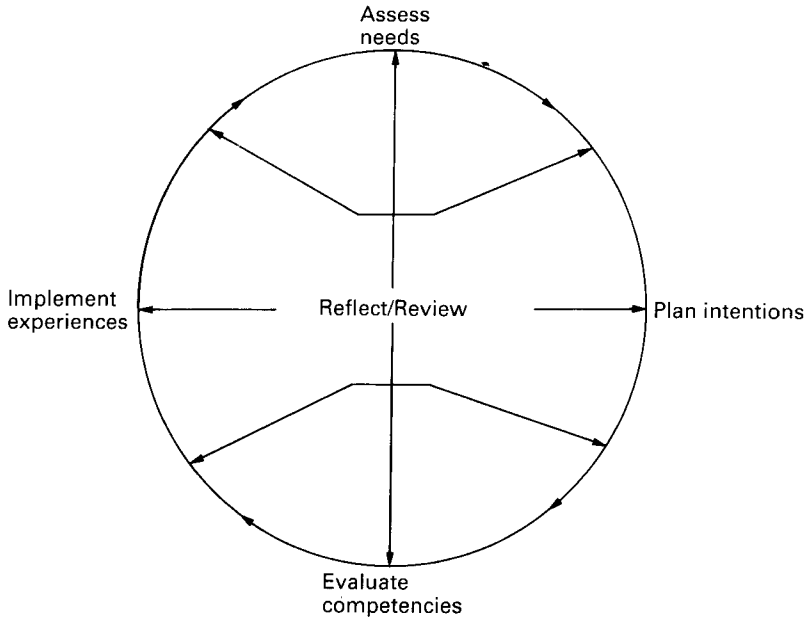 Assess
needs
Implement
experiences
Reflect/Review
Plan intentions
Evaluate
competencies